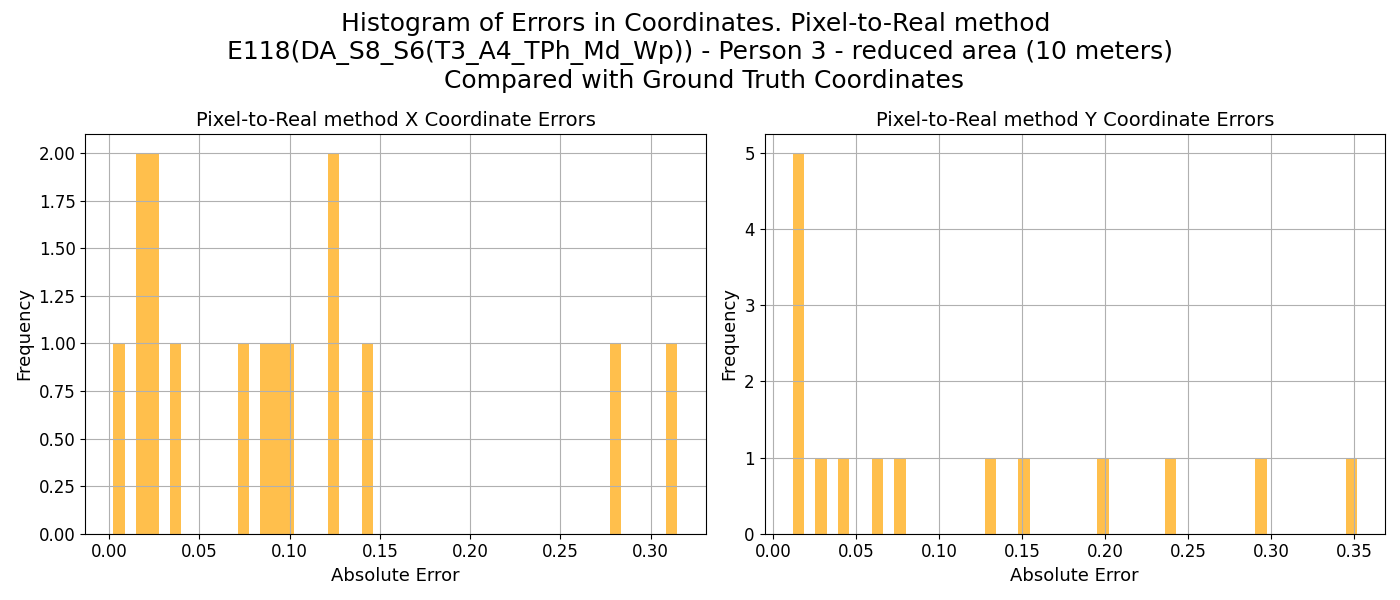 Histogram of Errors in Coordinates. Pixel-to-Real method
E118(DA_S8_S6(T3_A4_TPh_Md_Wp)) - Person 3 - reduced area (10 meters)
Compared with Ground Truth Coordinates
Pixel-to-Real method X Coordinate Errors
Frequency
2.00
1.75
1.50
1.25
1.00
0.75
0.50
0.25
0.00
0.00 0.05 0.10 0.15 0.20 0.25 0.30
Absolute Error
Pixel-to-Real method Y Coordinate Errors
Frequency
5
4
3
2
1
0
0.00 0.05 0.10 0.15 0.20 0.25 0.30 0.35
Absolute Error